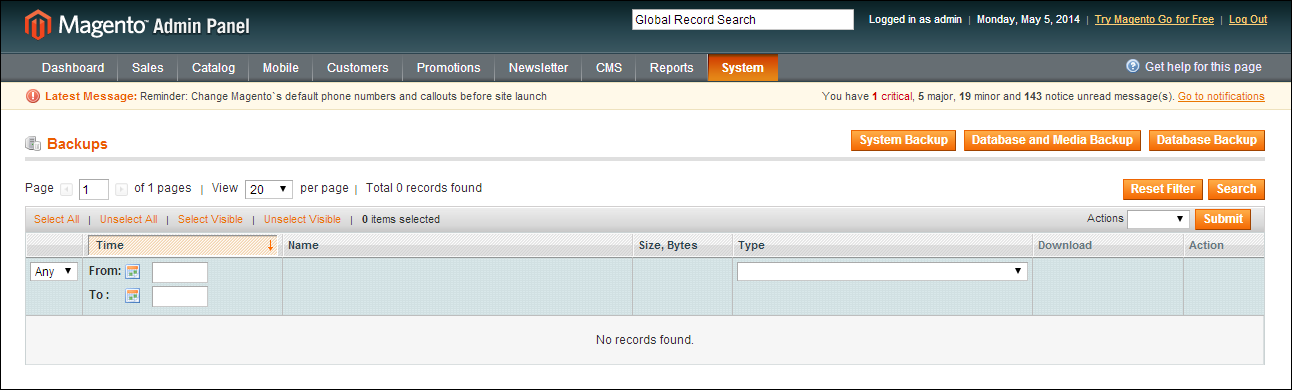 Magento™ Admin Panel Global Record Search Logged in as admin | Monday, May 5, 2014 | Try Magento Go for Free | Log Out
Dashboard Sales Catalog Mobile Customers Promotions Newsletter CMS Reports System Get help for this page
Latest Message: Reminder: Change Magento`s default phone numbers and callouts before site launch You have 1 critical, 5 major, 19 minor and 143 notice unread message(s). Go to notifications
Backups System Backup Database and Media Backup Database Backup
Page 1 of 1 pages | View 20 per page | Total 0 records found Reset Filter Search
Select All | Unselect All | Select Visible | Unselect Visible | 0 items selected Actions Submit
Time Name Size, Bytes Type Download Action
Any From:
To :
No records found.